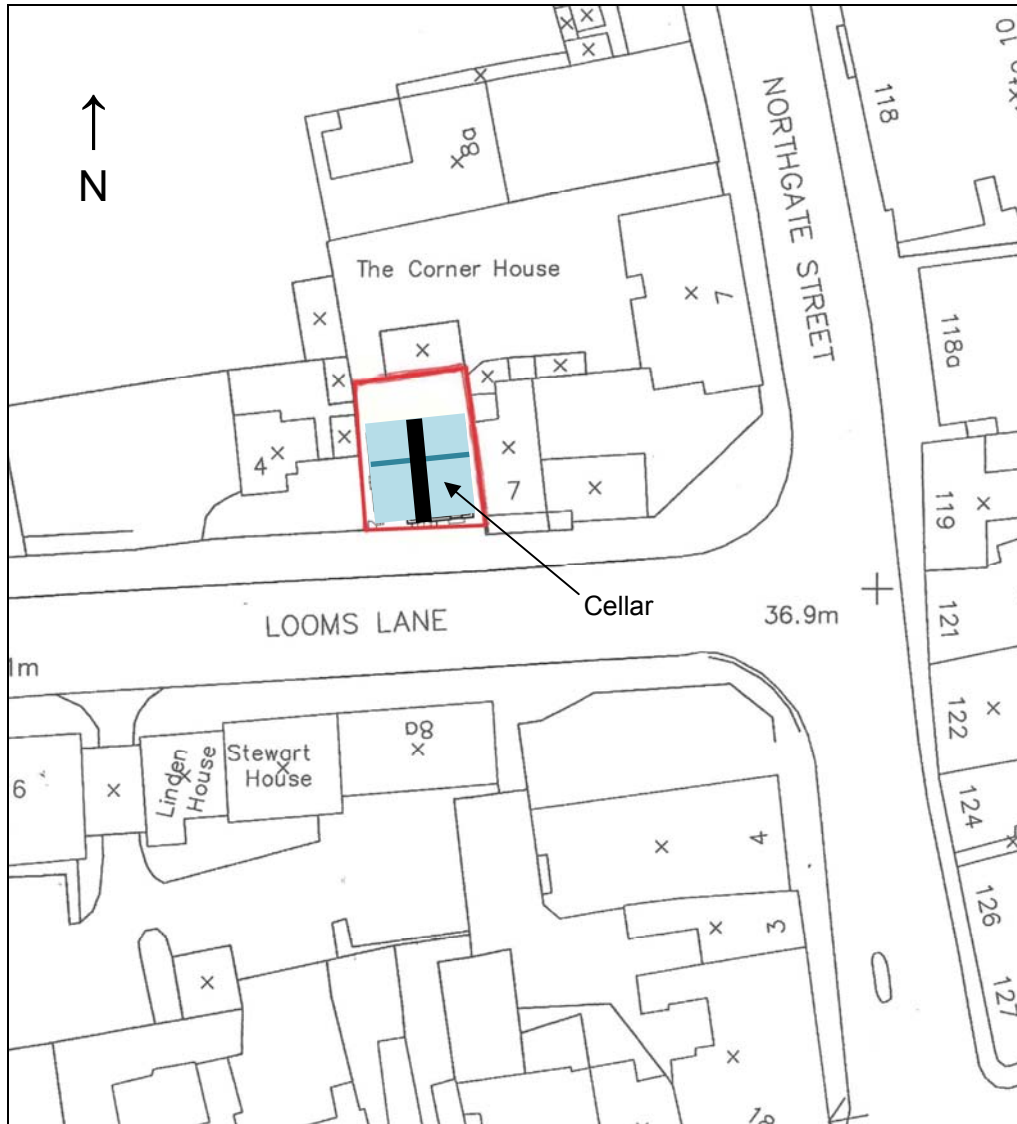 N
NORTHGATE STREET
118
8a
The Corner House
7
118a
4
7
119
Cellar
LOOMS LANE
36.9m
121
1m
8a
122
Linden
House
Stewart
House
6
4
124
126
3
127
18